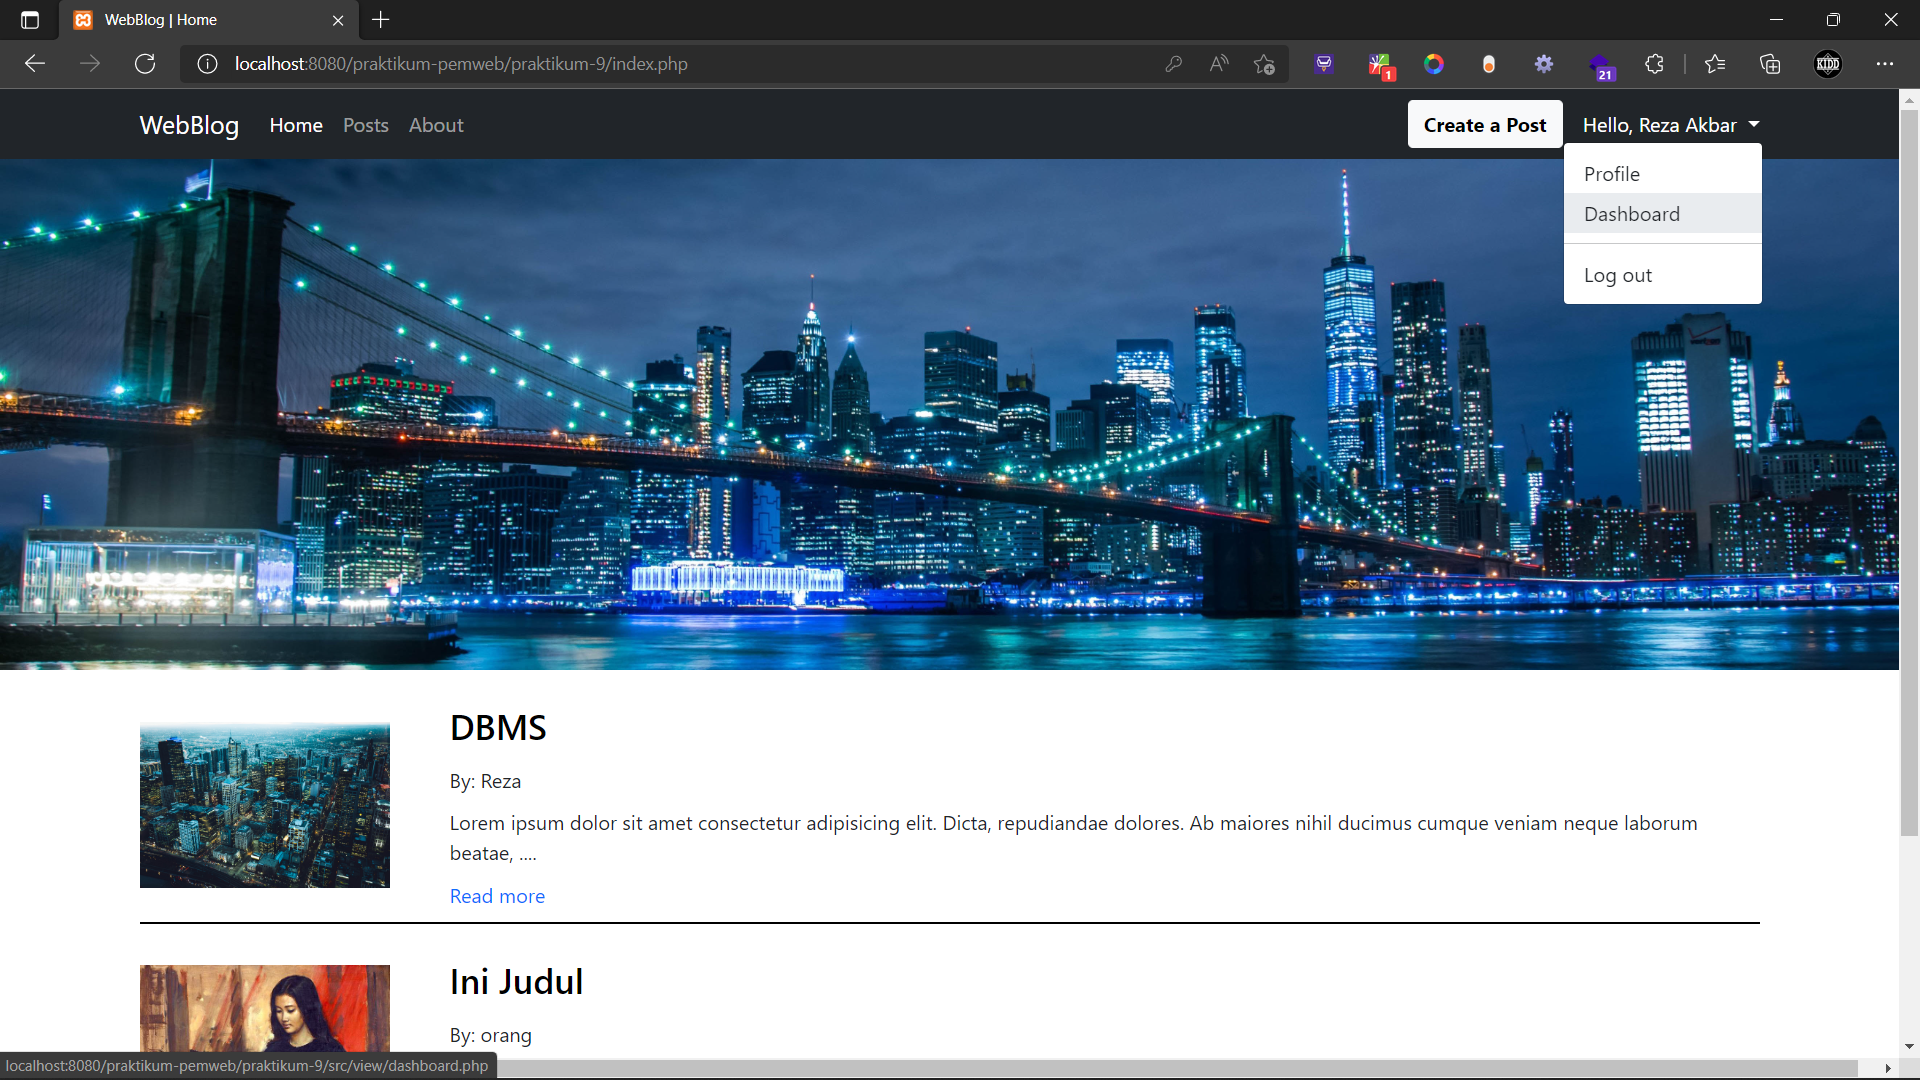 WebBlog | Home
localhost:8080/praktikum-pemweb/praktikum-9/index.php
1
21
KIDD
WebBlog Home Posts About Create a Post Hello, Reza Akbar
Profile
Dashboard
Log out
DBMS
By: Reza
Lorem ipsum dolor sit amet consectetur adipisicing elit. Dicta, repudiandae dolores. Ab maiores nihil ducimus cumque veniam neque laborum
beatae, ....
Read more
Ini Judul
By: orang
localhost:8080/praktikum-pemweb/praktikum-9/src/view/dashboard.php